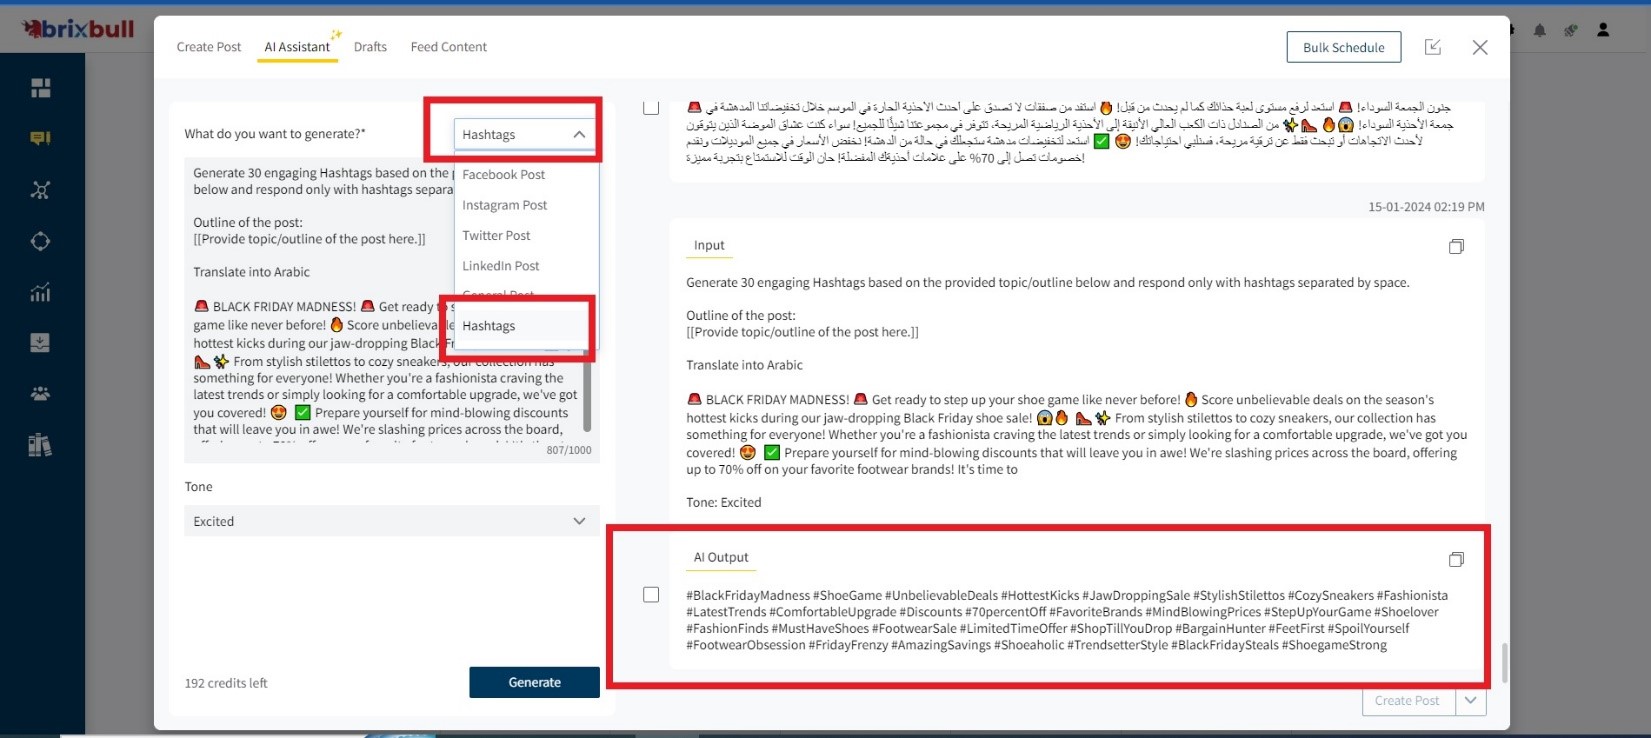 brixbull
Create Post AI Assistant Drafts Feed Content Bulk Schedule
What do you want to generate?*
Hashtags
Facebook Post
Instagram Post
Twitter Post
LinkedIn Post
General Post
Hashtags
Generate 30 engaging Hashtags based on the
below and respond only with hashtags separa
Outline of the post:
[[Provide topic/outline of the post here.]]
Translate into Arabic
🚨 BLACK FRIDAY MADNESS! 🚨 Get ready to s
game like never before! 🔥 Score unbelievable
hottest kicks during our jaw-dropping Black Fr
👠 ✨ From stylish stilettos to cozy sneakers, our collection has
something for everyone! Whether you're a fashionista craving the
latest trends or simply looking for a comfortable upgrade, we've got
you covered! 😍 ✅ Prepare yourself for mind-blowing discounts
that will leave you in awe! We're slashing prices across the board,
807/1000
Tone
Excited
192 credits left
Generate
جنون الجمعة السوداء! 🚨 استعد لرفع مستوى لعبة حذائك كما لم يحدث من قبل! 🔥 استفد من صفقات لا تصدق على أحدث الأحذية الحارة في الموسم خلال تخفيضاتنا المدهشة في 🚨
جمعة الأحذية السوداء! 😱🔥 👠✨ من الصنادل ذات الكعب العالي الأنيقة إلى الأحذية الرياضية المريحة، تتوفر في مجموعتنا شيئًا للجميع! سواء كنت عشاق الموضة الذين يتوقون
لأحدث الاتجاهات أو تبحث فقط عن ترقية مريحة، فستلبي احتياجاتك! 😍 ✅ استعد لتخفيضات مدهشة ستجعلك في حالة من الدهشة! نخفض الأسعار في جميع الموديلات ونقدم
خصومات تصل إلى 70% على علامات أحذيتك المفضلة! حان الوقت للاستمتاع بتجربة مميزة!
15-01-2024 02:19 PM
Input
Generate 30 engaging Hashtags based on the provided topic/outline below and respond only with hashtags separated by space.
Outline of the post:
[[Provide topic/outline of the post here.]]
Translate into Arabic
🚨 BLACK FRIDAY MADNESS! 🚨 Get ready to step up your shoe game like never before! 🔥 Score unbelievable deals on the season's
hottest kicks during our jaw-dropping Black Friday shoe sale! 😱🔥 👠 ✨ From stylish stilettos to cozy sneakers, our collection has
something for everyone! Whether you're a fashionista craving the latest trends or simply looking for a comfortable upgrade, we've got you
covered! 😍 ✅ Prepare yourself for mind-blowing discounts that will leave you in awe! We're slashing prices across the board, offering
up to 70% off on your favorite footwear brands! It's time to
Tone: Excited
AI Output
#BlackFridayMadness #ShoeGame #UnbelievableDeals #HottestKicks #JawDroppingSale #StylishStilettos #CozySneakers #Fashionista
#LatestTrends #ComfortableUpgrade #Discounts #70percentOff #FavoriteBrands #MindBlowingPrices #StepUpYourGame #Shoelover
#FashionFinds #MustHaveShoes #FootwearSale #LimitedTimeOffer #ShopTillYouDrop #BargainHunter #FeetFirst #SpoilYourself
#FootwearObsession #FridayFrenzy #AmazingSavings #Shoeaholic #TrendsetterStyle #BlackFridaySteals #ShoegameStrong
Create Post